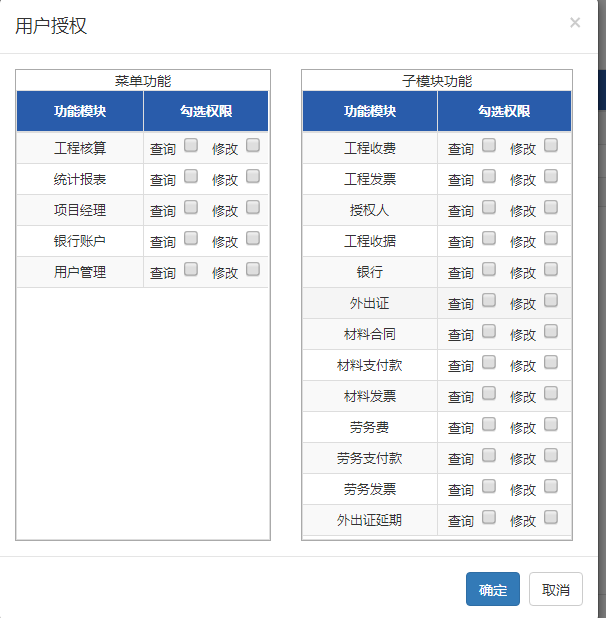 用户授权 ×
菜单功能
功能模块 勾选权限
工程核算 查询 修改
统计报表 查询 修改
项目经理 查询 修改
银行账户 查询 修改
用户管理 查询 修改
子模块功能
功能模块 勾选权限
工程收费 查询 修改
工程发票 查询 修改
授权人 查询 修改
工程收据 查询 修改
银行 查询 修改
外出证 查询 修改
材料合同 查询 修改
材料支付款 查询 修改
材料发票 查询 修改
劳务费 查询 修改
劳务支付款 查询 修改
劳务发票 查询 修改
外出证延期 查询 修改
确定 取消